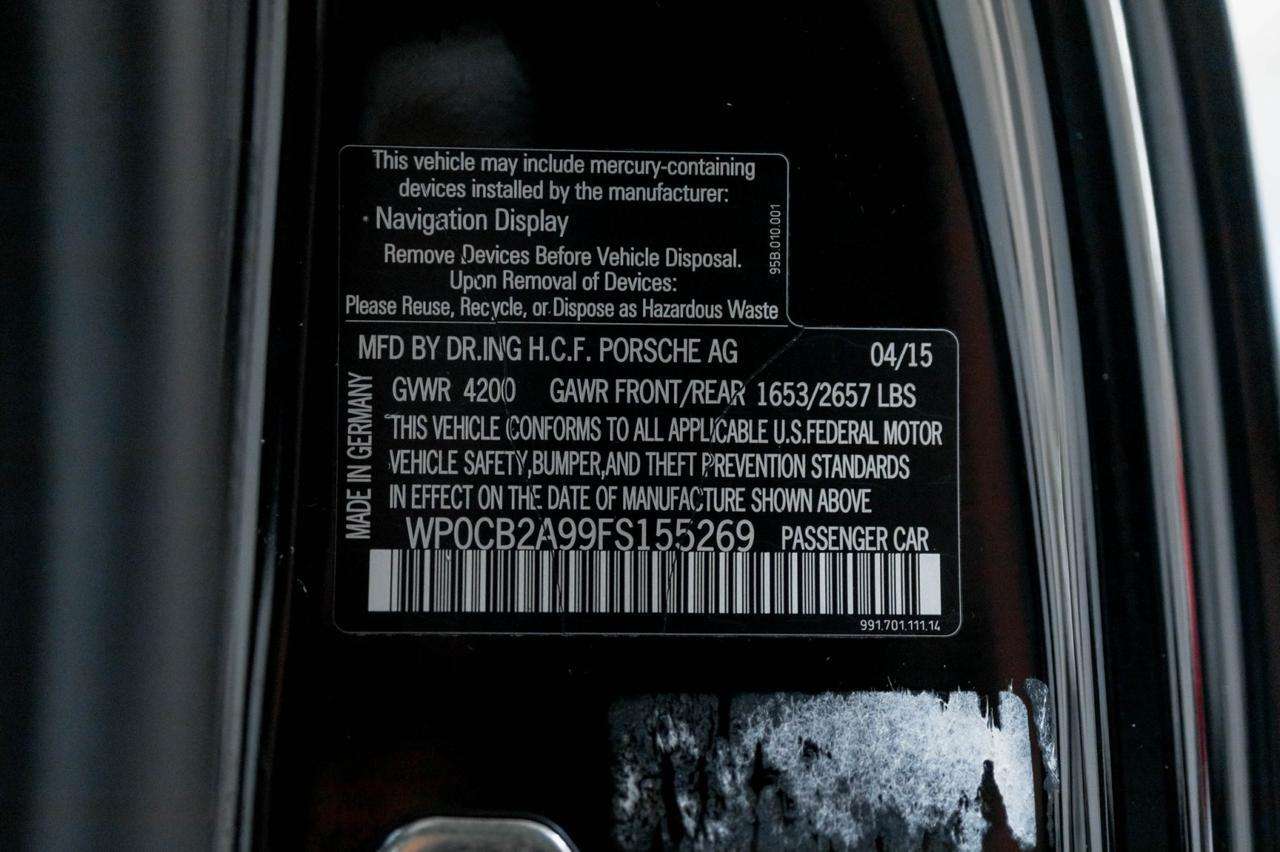 This vehicle may include mercury-containing
devices installed by the manufacturer:
· Navigation Display
Remove Devices Before Vehicle Disposal.
Upon Removal of Devices:
Please Reuse, Recycle, or Dispose as Hazardous Waste
95B.010.001
MFD BY DR.ING H.C.F. PORSCHE AG 04/15
GVWR 4200 GAWR FRONT/REAR 1653/2657 LBS
THIS VEHICLE CONFORMS TO ALL APPLICABLE U.S.FEDERAL MOTOR
VEHICLE SAFETY,BUMPER,AND THEFT PREVENTION STANDARDS
IN EFFECT ON THE DATE OF MANUFACTURE SHOWN ABOVE
MADE IN GERMANY
WP0CB2A99FS155269 PASSENGER CAR
991.701.111.14